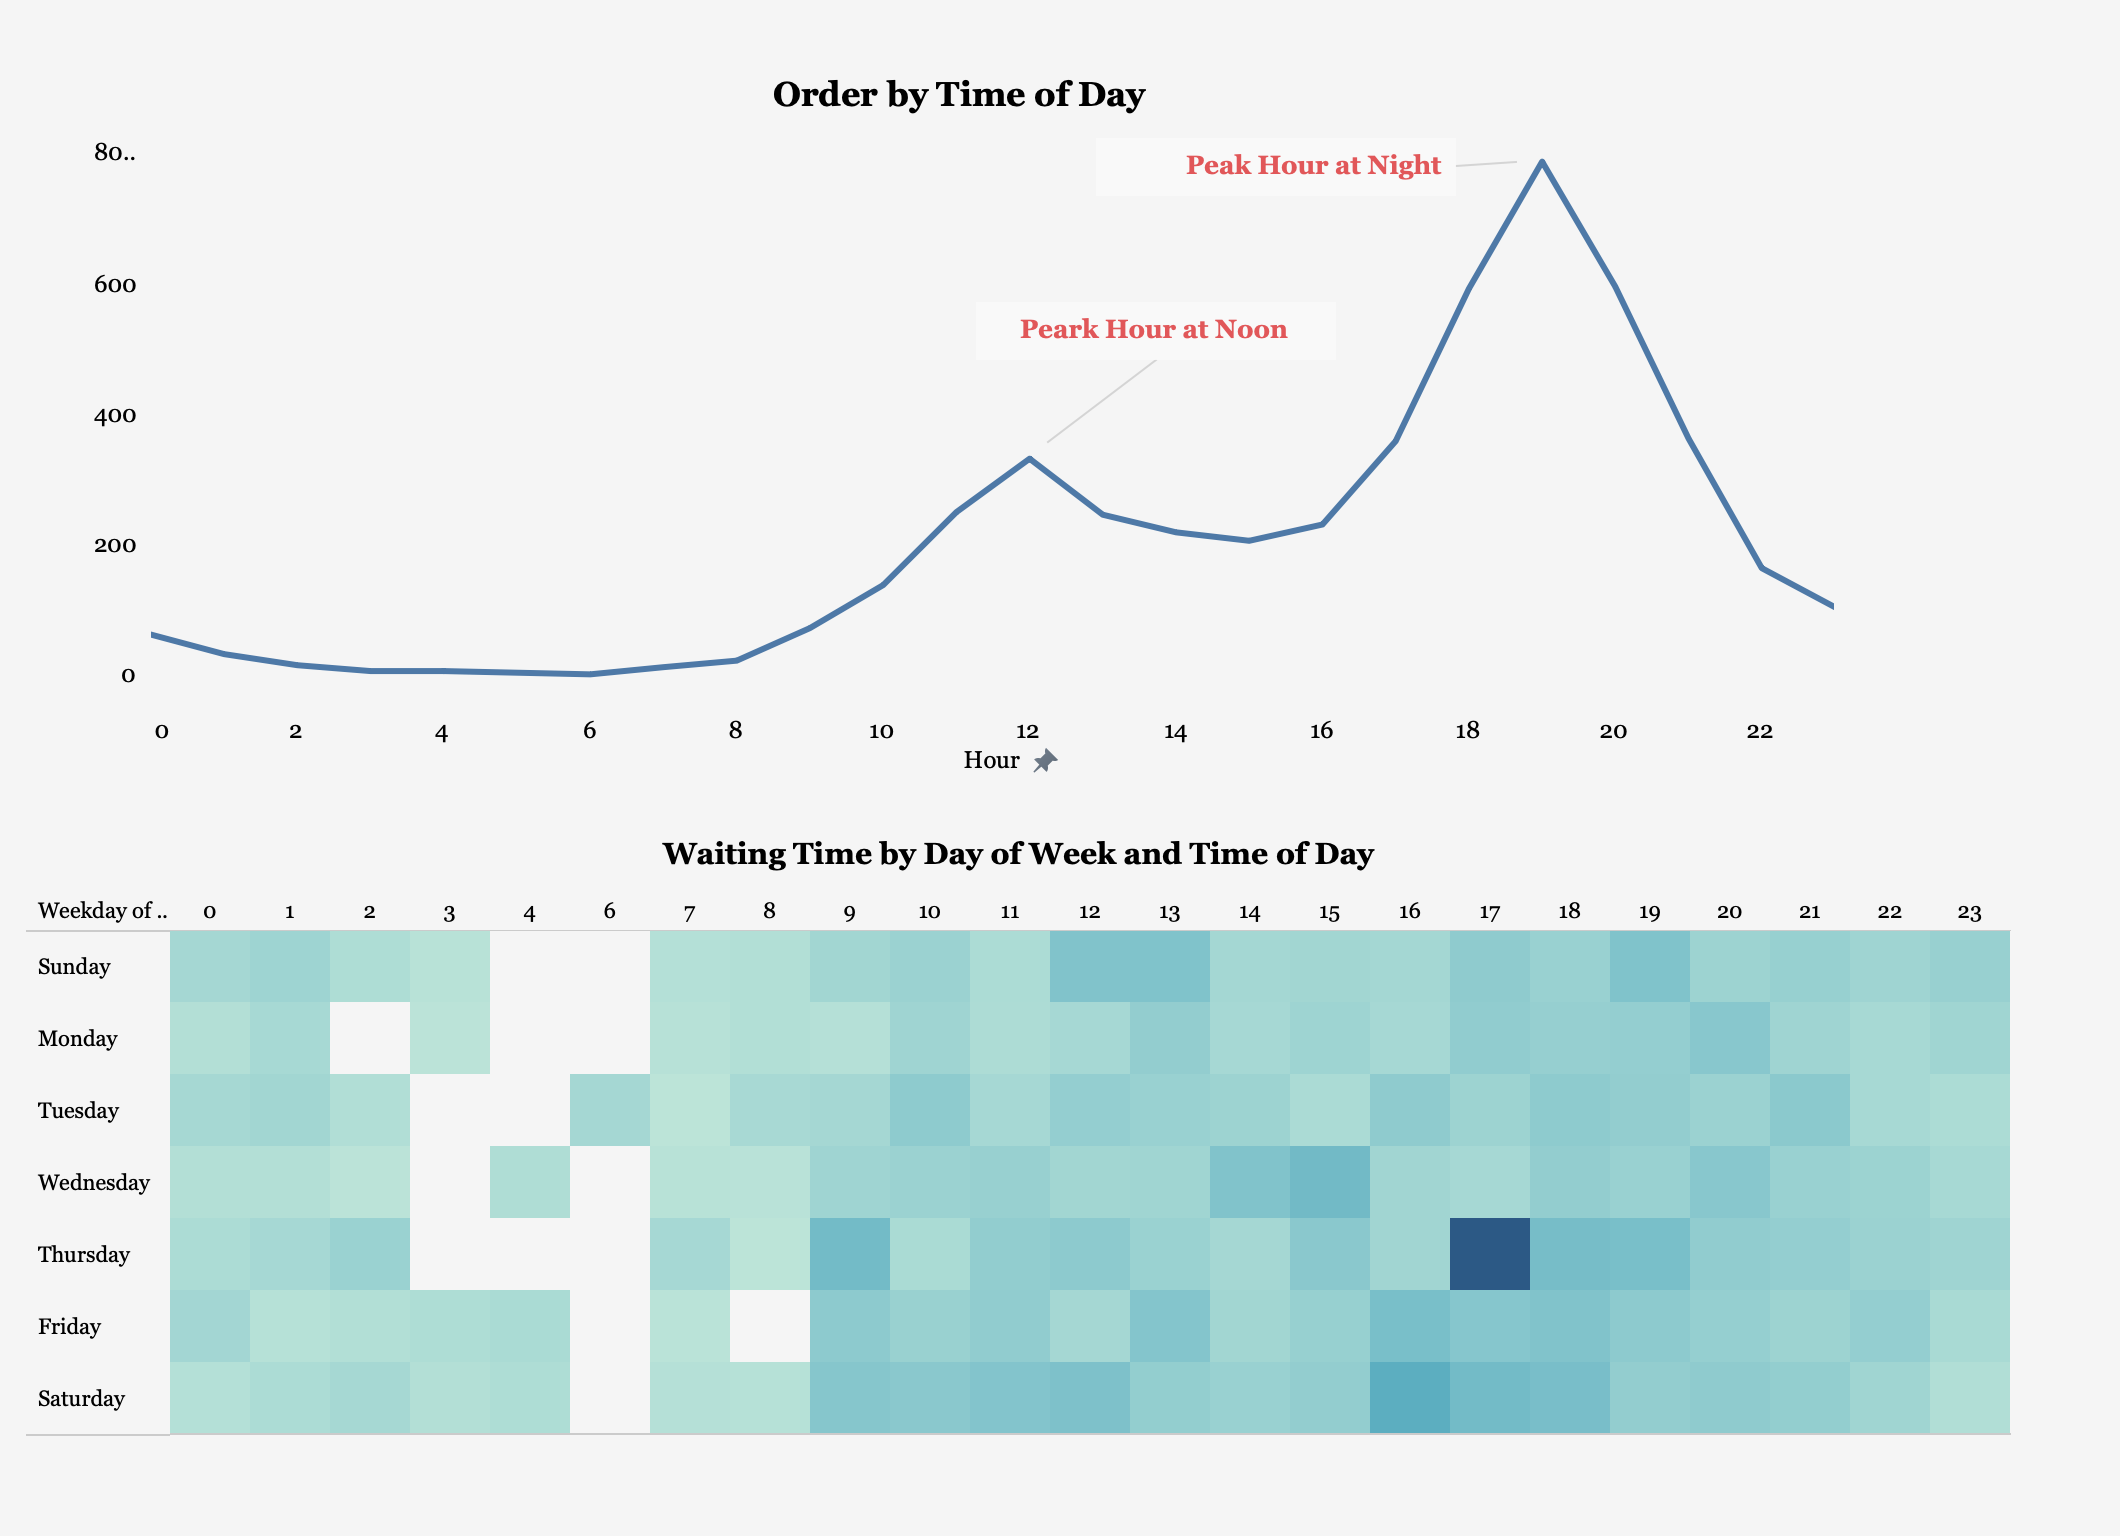 Order by Time of Day
80..
Peak Hour at Night
600
Peark Hour at Noon
400
200
0
0 2 4 6 8 10 12 14 16 18 20 22
Hour
Waiting Time by Day of Week and Time of Day
Weekday of .. 0 1 2 3 4 6 7 8 9 10 11 12 13 14 15 16 17 18 19 20 21 22 23
Sunday
Monday
Tuesday
Wednesday
Thursday
Friday
Saturday